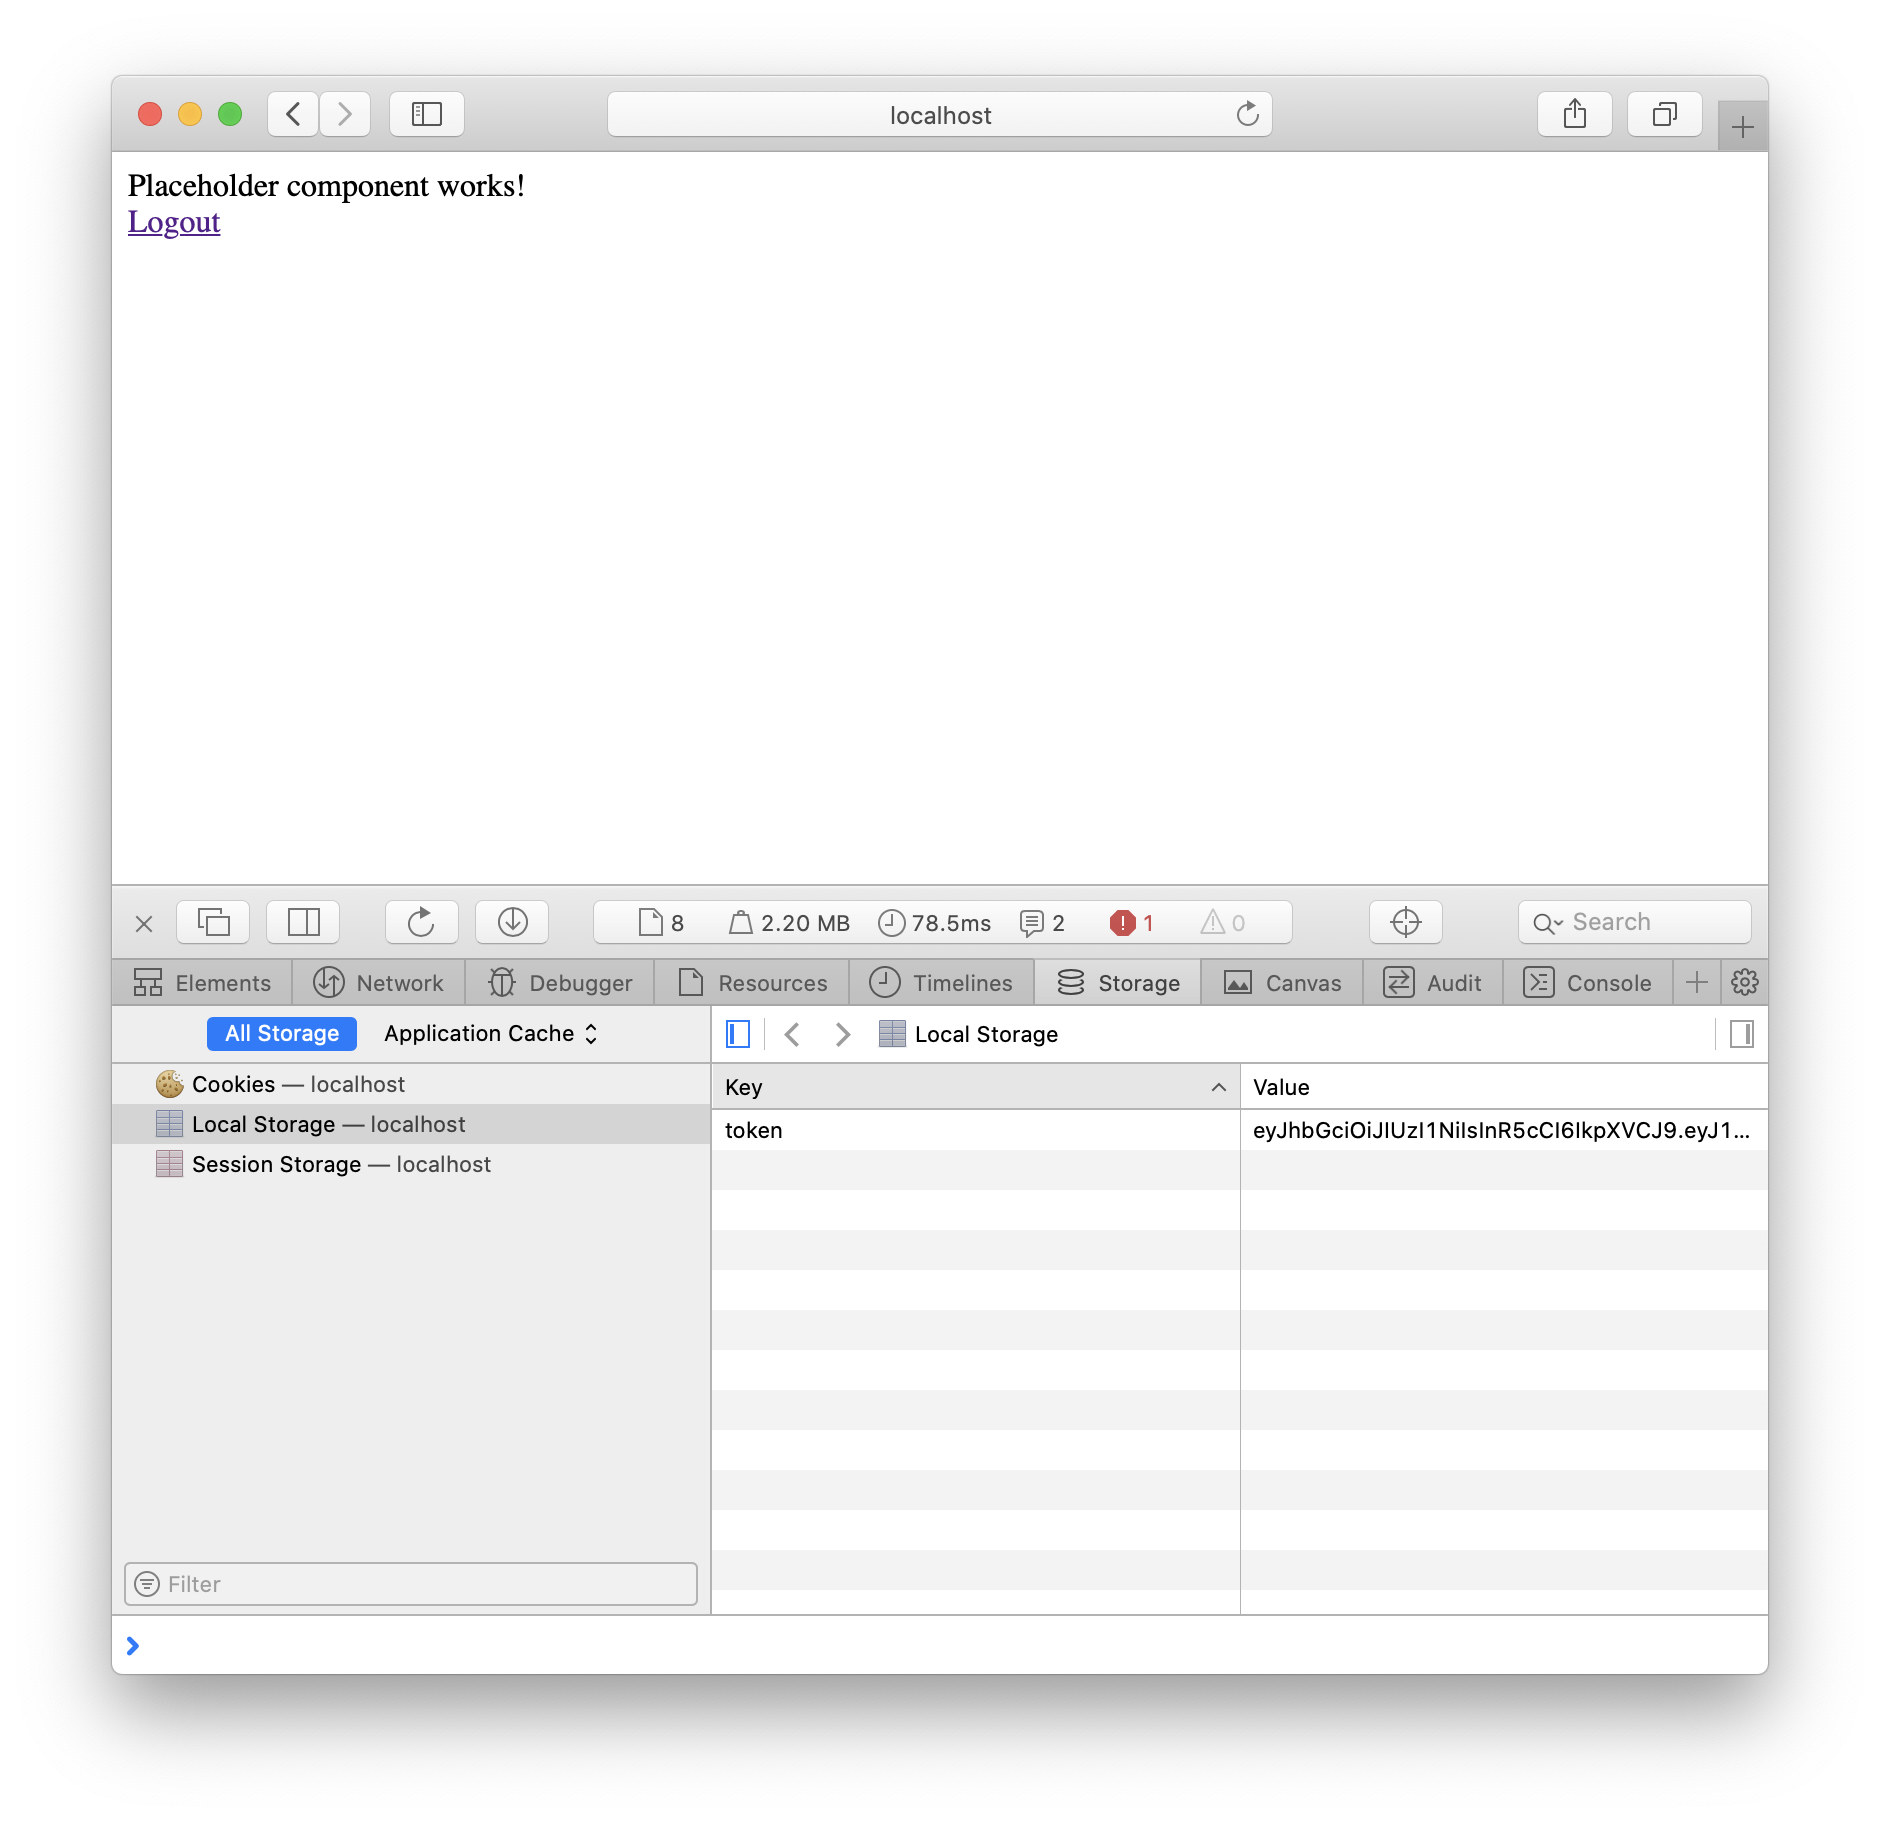 localhost
Placeholder component works!
Logout
8 2.20 MB 78.5ms 2 1 0 Search
Elements Network Debugger Resources Timelines Storage Canvas Audit Console
All Storage Application Cache Local Storage
Key Value
Cookies — localhost
Local Storage — localhost
Session Storage — localhost
token eyJhbGciOiJIUzI1NiIsInR5cCI6IkpXVCJ9.eyJ1...
Filter